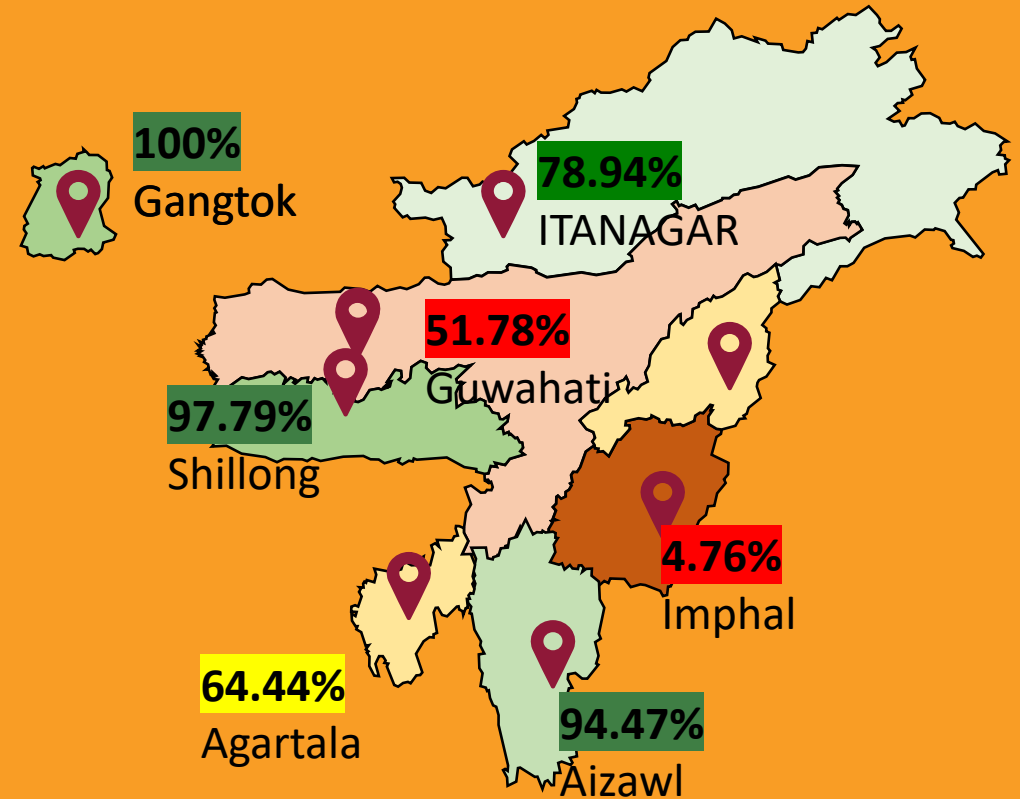 100%
Gangtok
78.94%
ITANAGAR
51.78%
Guwahati
97.79%
Shillong
4.76%
Imphal
64.44%
Agartala
94.47%
Aizawl